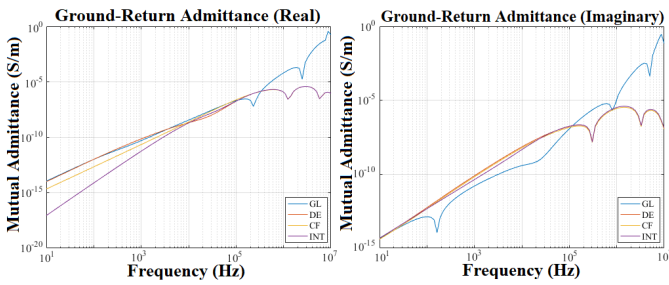 Ground-Return Admittance (Real)
Mutual Admittance (S/m)
10^0
10^-5
10^-10
10^-15
10^-20
10^1
10^3
10^5
10^7
Frequency (Hz)
GL
DE
CF
INT
Ground-Return Admittance (Imaginary)
Mutual Admittance (S/m)
10^0
10^-5
10^-10
10^-15
10^1
10^3
10^5
10
Frequency (Hz)
GL
DE
CF
INT